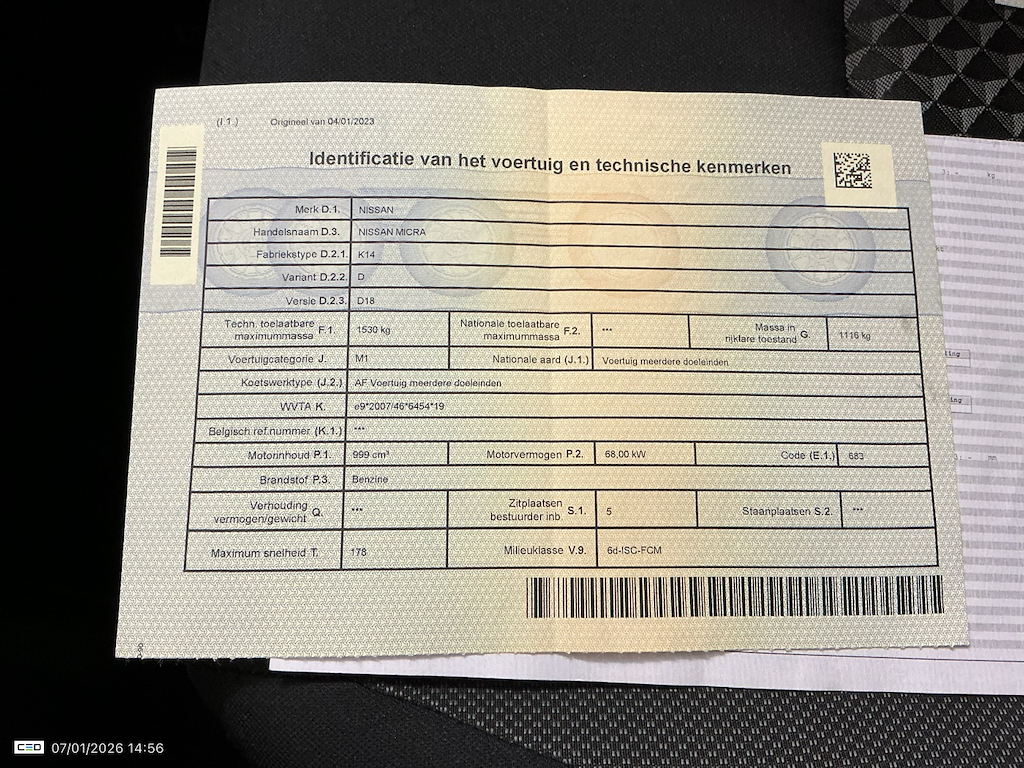 (I.1.) Origineel van 04/01/2023
Identificatie van het voertuig en technische kenmerken
Merk D.1. NISSAN
Handelsnaam D.3. NISSAN MICRA
Fabriekstype D.2.1. K14
Variant D.2.2. D
Versie D.2.3. D18
Techn. toelaatbare maximummassa F.1. 1530 kg Nationale toelaatbare maximummassa F.2. *** Massa in rijklare toestand G. 1116 kg
Voertuigcategorie J. M1 Nationale aard (J.1.) Voertuig meerdere doeleinden
Koetswerktype (J.2.) AF Voertuig meerdere doeleinden
WVTA K. e9*2007/46*6454*19
Belgisch ref.nummer (K.1.) ***
Motorinhoud P.1. 999 cm³ Motorvermogen P.2. 68,00 kW Code (E.1.) 683
Brandstof P.3. Benzine
Verhouding vermogen/gewicht Q. *** Zitplaatsen bestuurder inb. S.1. 5 Staanplaatsen S.2. ***
Maximum snelheid T. 178 Milieuklasse V.9. 6d-ISC-FCM
kg
mm
CEO 07/01/2026 14:56